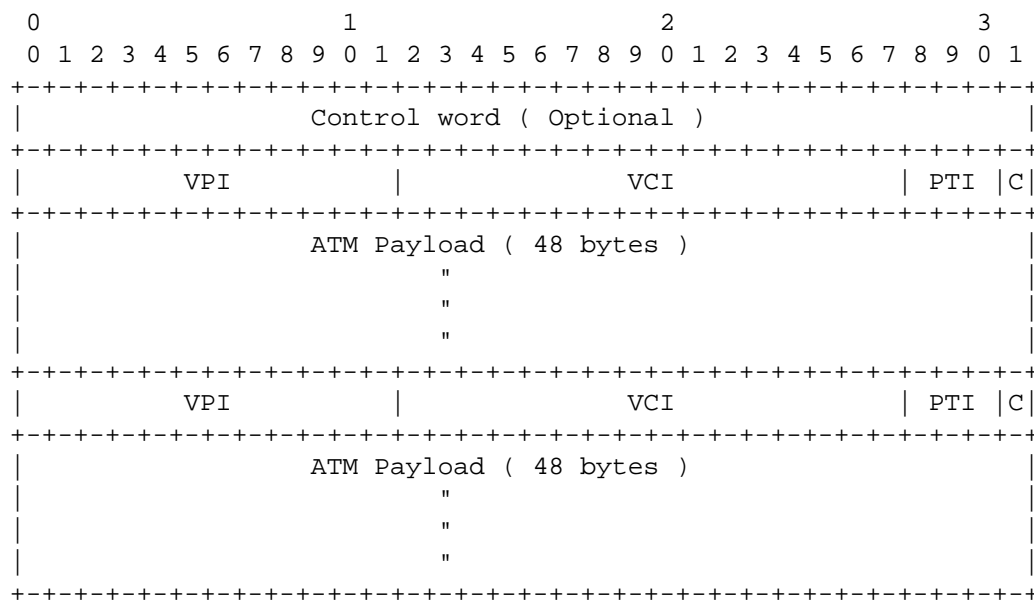 0                   1                   2                   3
 0 1 2 3 4 5 6 7 8 9 0 1 2 3 4 5 6 7 8 9 0 1 2 3 4 5 6 7 8 9 0 1
+-+-+-+-+-+-+-+-+-+-+-+-+-+-+-+-+-+-+-+-+-+-+-+-+-+-+-+-+-+-+-+-+
|                  Control word ( Optional )                    |
+-+-+-+-+-+-+-+-+-+-+-+-+-+-+-+-+-+-+-+-+-+-+-+-+-+-+-+-+-+-+-+-+
|          VPI          |              VCI              | PTI |C|
+-+-+-+-+-+-+-+-+-+-+-+-+-+-+-+-+-+-+-+-+-+-+-+-+-+-+-+-+-+-+-+-+
|                  ATM Payload ( 48 bytes )                     |
|                          "                                    |
|                          "                                    |
|                          "                                    |
+-+-+-+-+-+-+-+-+-+-+-+-+-+-+-+-+-+-+-+-+-+-+-+-+-+-+-+-+-+-+-+-+
|          VPI          |              VCI              | PTI |C|
+-+-+-+-+-+-+-+-+-+-+-+-+-+-+-+-+-+-+-+-+-+-+-+-+-+-+-+-+-+-+-+-+
|                  ATM Payload ( 48 bytes )                     |
|                          "                                    |
|                          "                                    |
|                          "                                    |
+-+-+-+-+-+-+-+-+-+-+-+-+-+-+-+-+-+-+-+-+-+-+-+-+-+-+-+-+-+-+-+-+